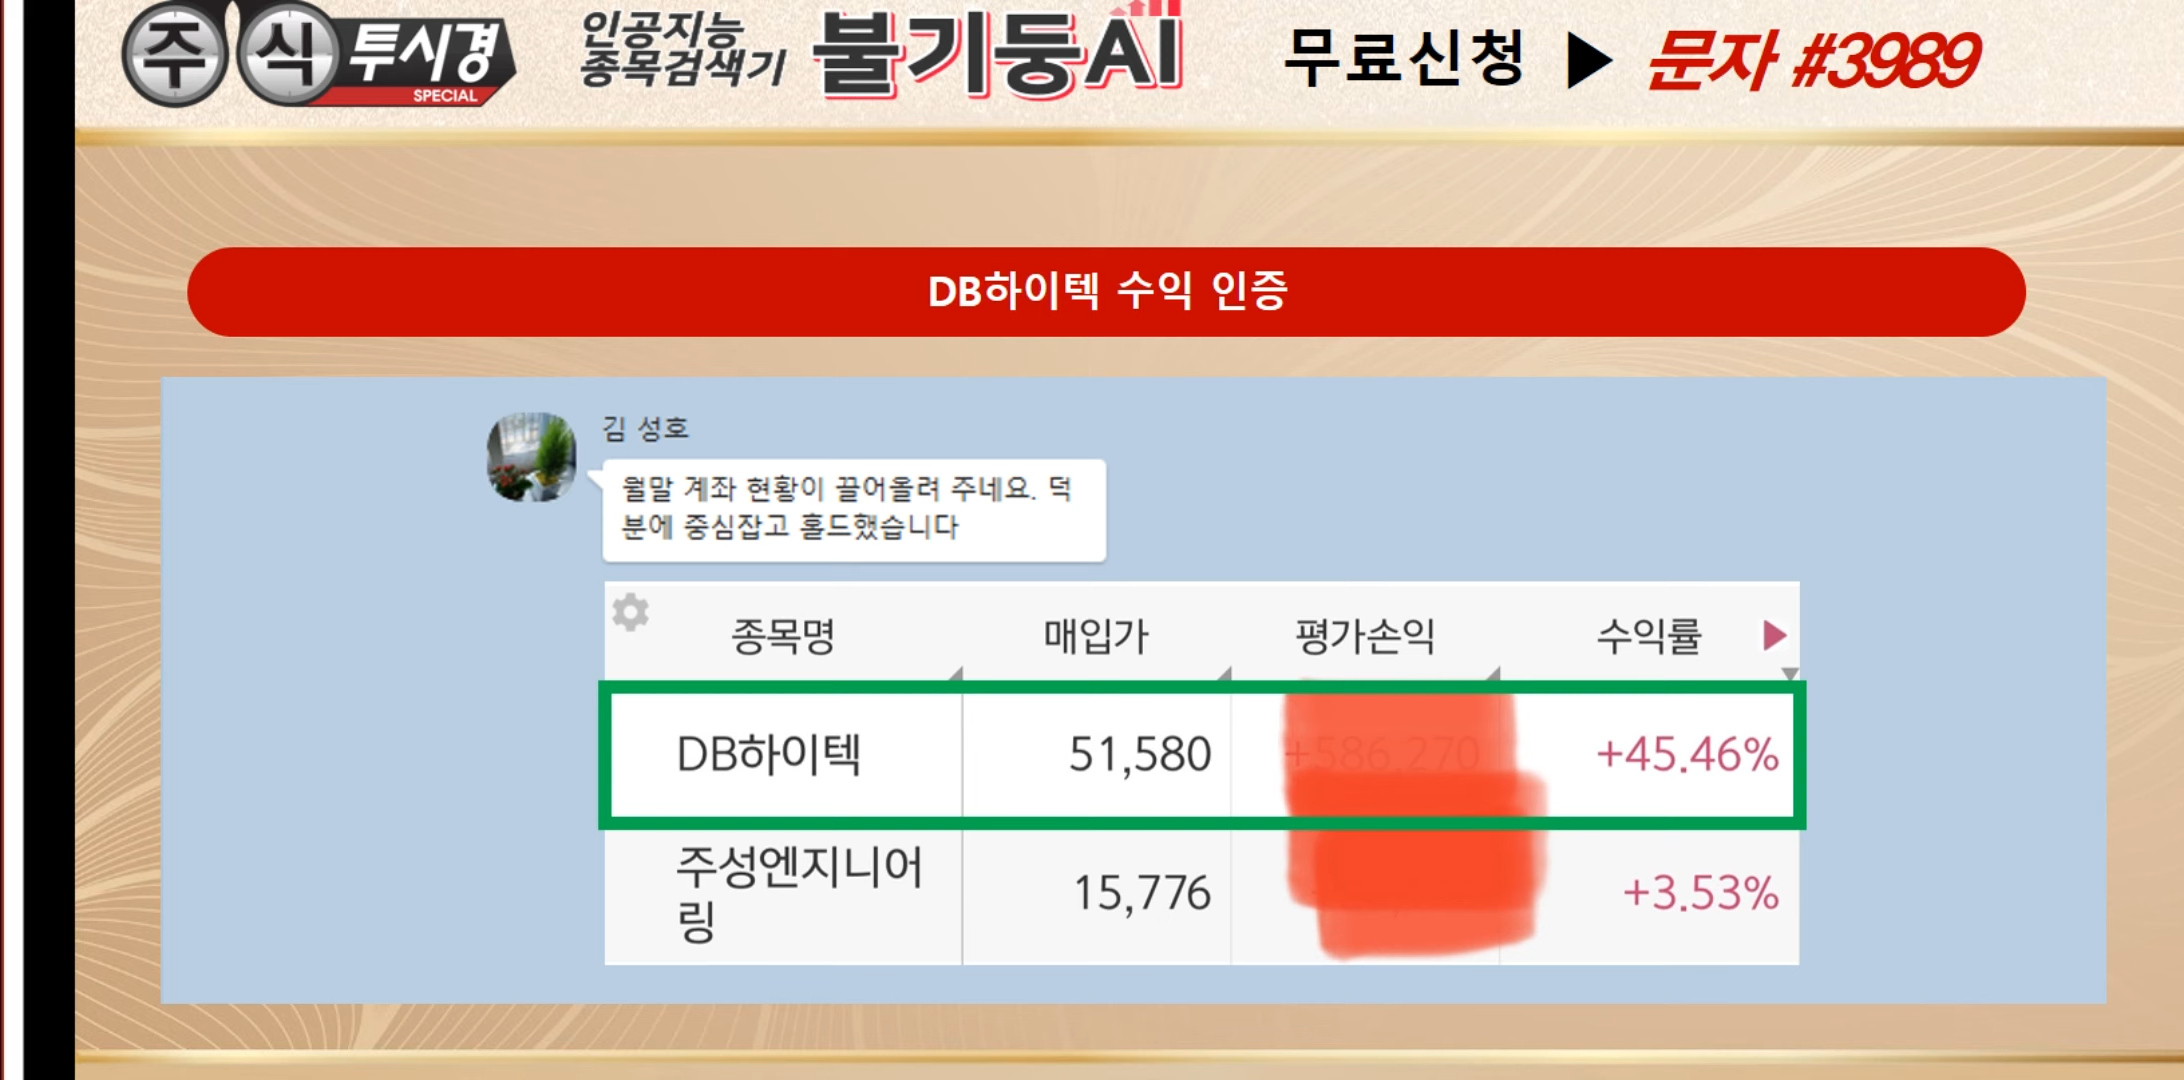 주식투시경
SPECIAL
인공지능
종목검색기
불기둥AI
무료신청 ▶ 문자 #3989
DB하이텍 수익 인증
김 성호
월말 계좌 현황이 끌어올려 주네요. 덕
분에 중심잡고 홀드했습니다
종목명 매입가 평가손익 수익률
DB하이텍 51,580 +586,270 +45.46%
주성엔지니어
링 15,776 +3.53%